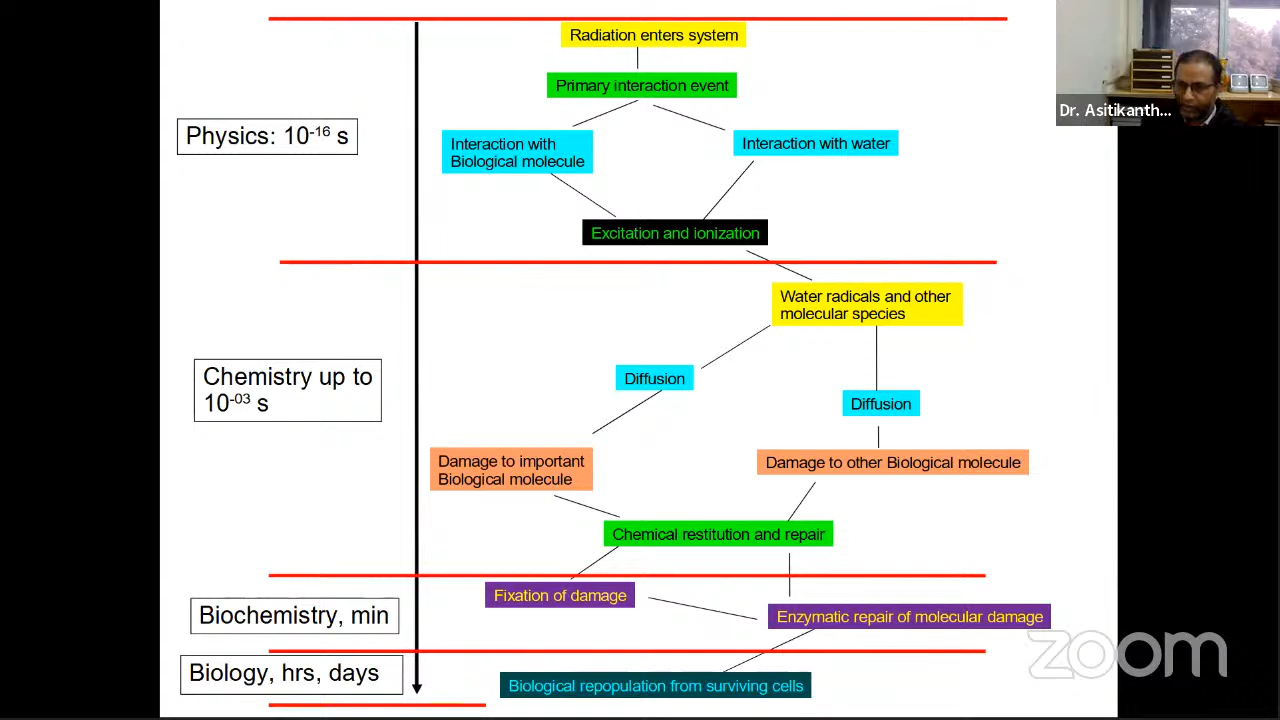 Radiation enters system
Primary interaction event
Dr. Asitikanth...
Physics: 10⁻¹⁶ s
Interaction with
Biological molecule
Interaction with water
Excitation and ionization
Water radicals and other
molecular species
Chemistry up to
10⁻⁰³ s
Diffusion
Diffusion
Damage to important
Biological molecule
Damage to other Biological molecule
Chemical restitution and repair
Biochemistry, min
Fixation of damage
Enzymatic repair of molecular damage
zoom
Biology, hrs, days
Biological repopulation from surviving cells